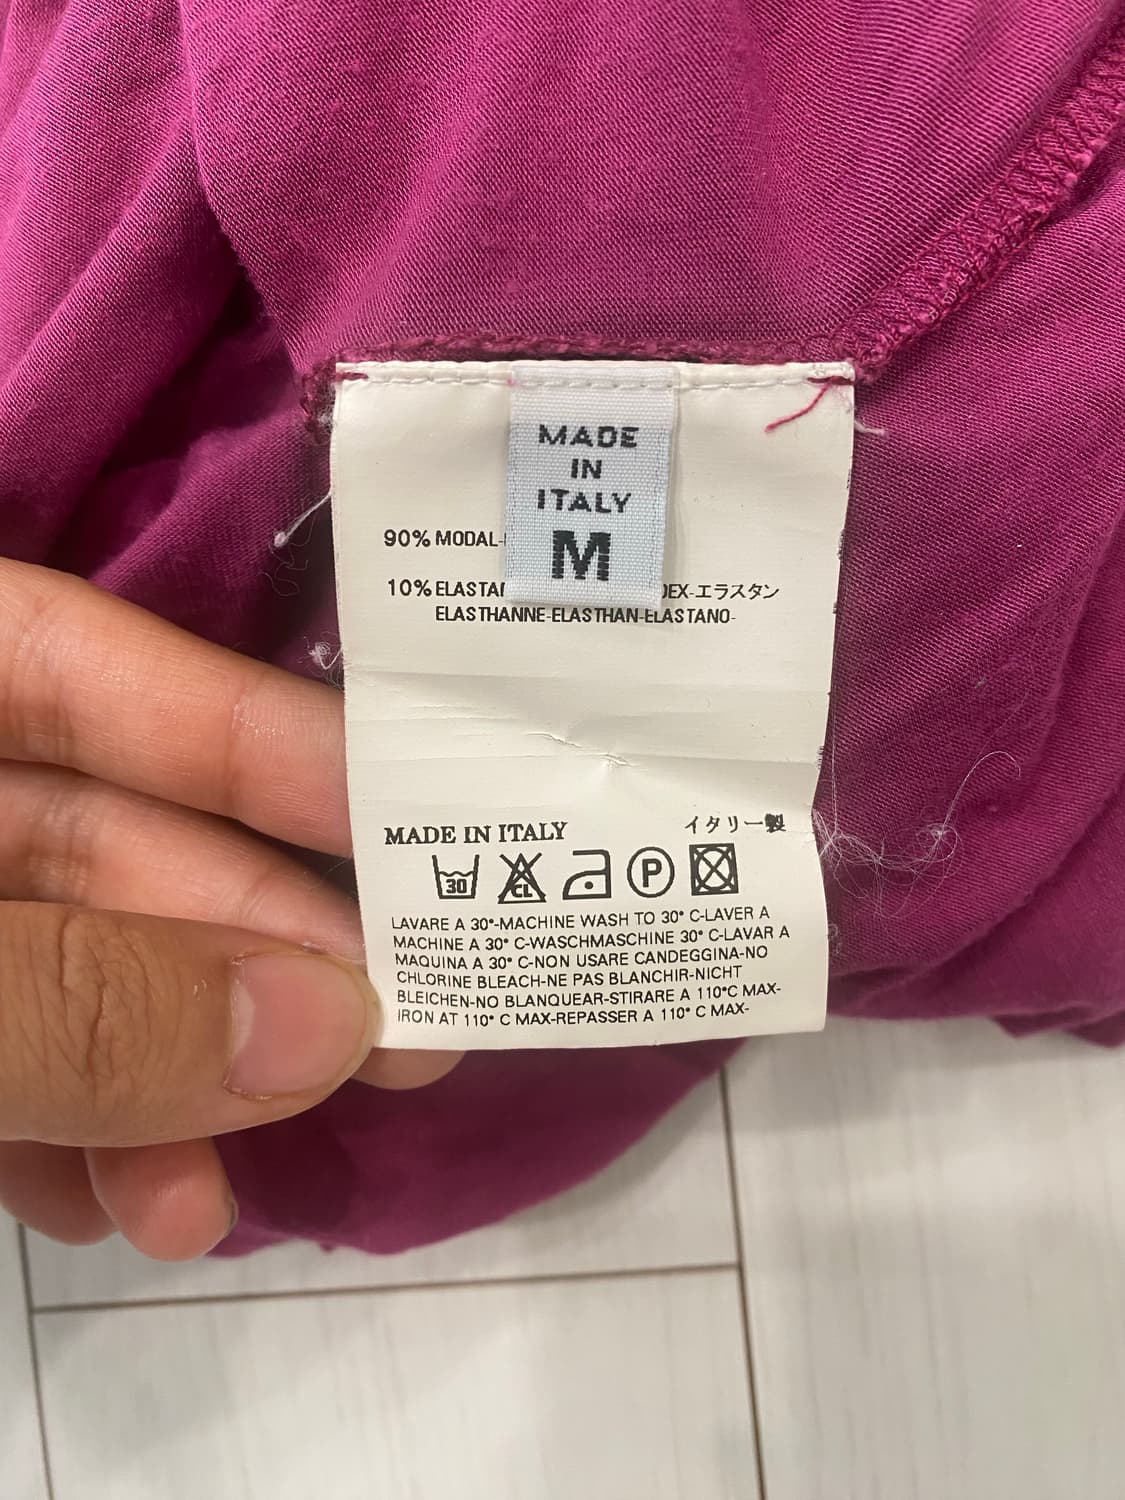 MADE
IN
ITALY
M
90% MODAL-
10% ELASTAN DEX-エラスタン
ELASTHANNE-ELASTHAN-ELASTANO-
MADE IN ITALY イタリー製
30 CL P
LAVARE A 30°-MACHINE WASH TO 30° C-LAVER A
MACHINE A 30° C-WASCHMASCHINE 30° C-LAVAR A
MAQUINA A 30° C-NON USARE CANDEGGINA-NO
CHLORINE BLEACH-NE PAS BLANCHIR-NICHT
BLEICHEN-NO BLANQUEAR-STIRARE A 110°C MAX-
IRON AT 110° C MAX-REPASSER A 110° C MAX-